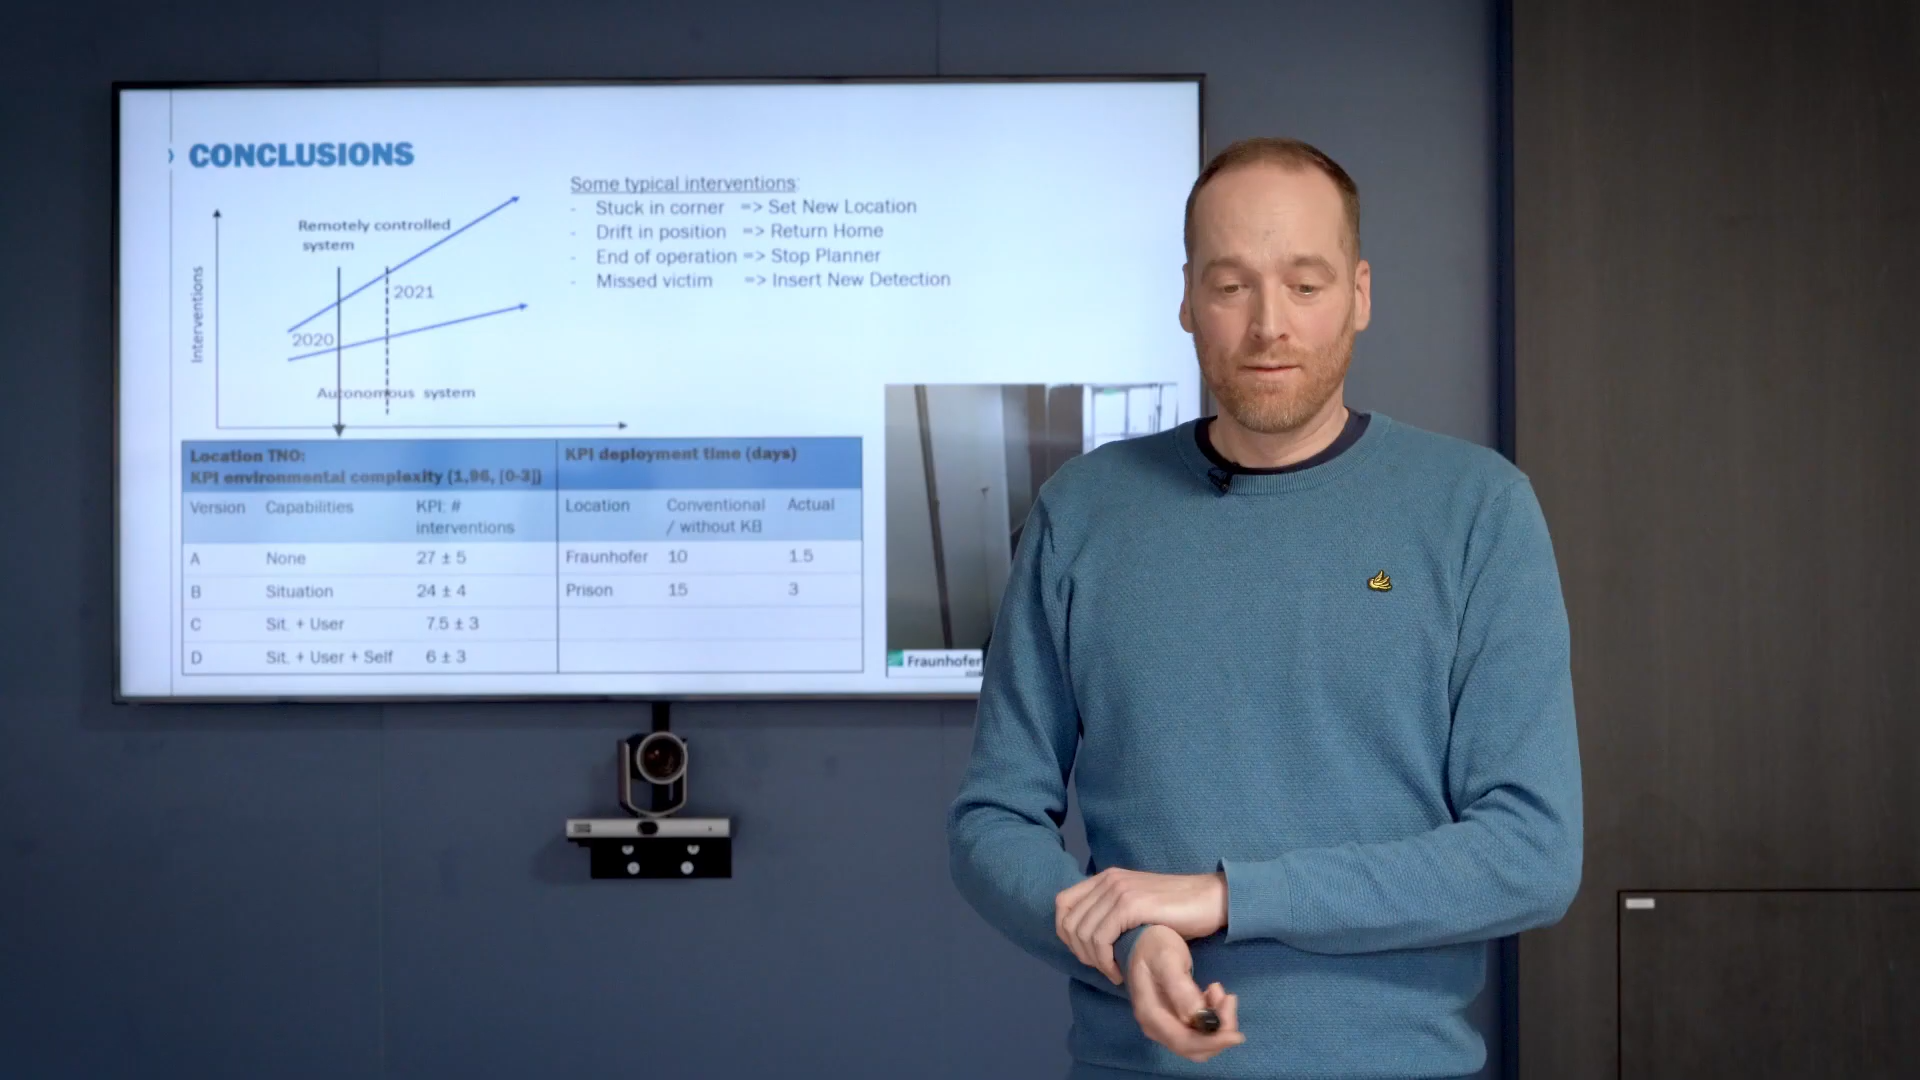 CONCLUSIONS
Remotely controlled
system
Interventions
2021
2020
Autonomous system
Some typical interventions:
- Stuck in corner => Set New Location
- Drift in position => Return Home
- End of operation => Stop Planner
- Missed victim => Insert New Detection
Location TNO:
KPI environmental complexity (1,96, [0-3])
KPI deployment time (days)
Version Capabilities KPI: #
interventions
Location Conventional Actual
/ without KB
A None 27 ± 5 Fraunhofer 10 1.5
B Situation 24 ± 4 Prison 15 3
C Sit. + User 7.5 ± 3
D Sit. + User + Self 6 ± 3
Fraunhofer